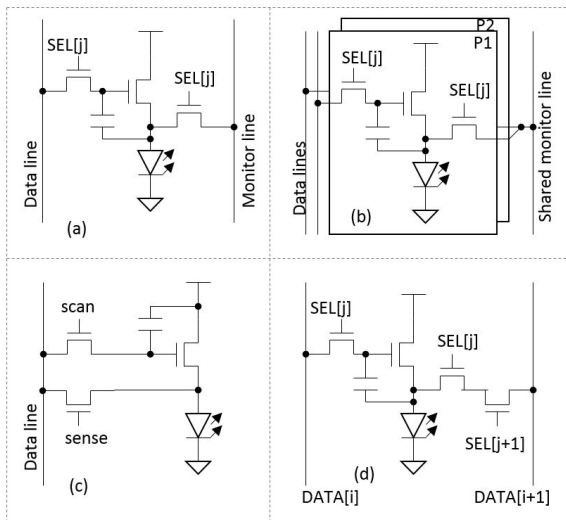 SEL[j]
SEL[j]
Data line
Monitor line
(a)
P2
P1
SEL[j]
SEL[j]
Data lines
Shared monitor line
(b)
scan
Data line
sense
(c)
SEL[j]
SEL[j]
SEL[j+1]
(d)
DATA[i]
DATA[i+1]